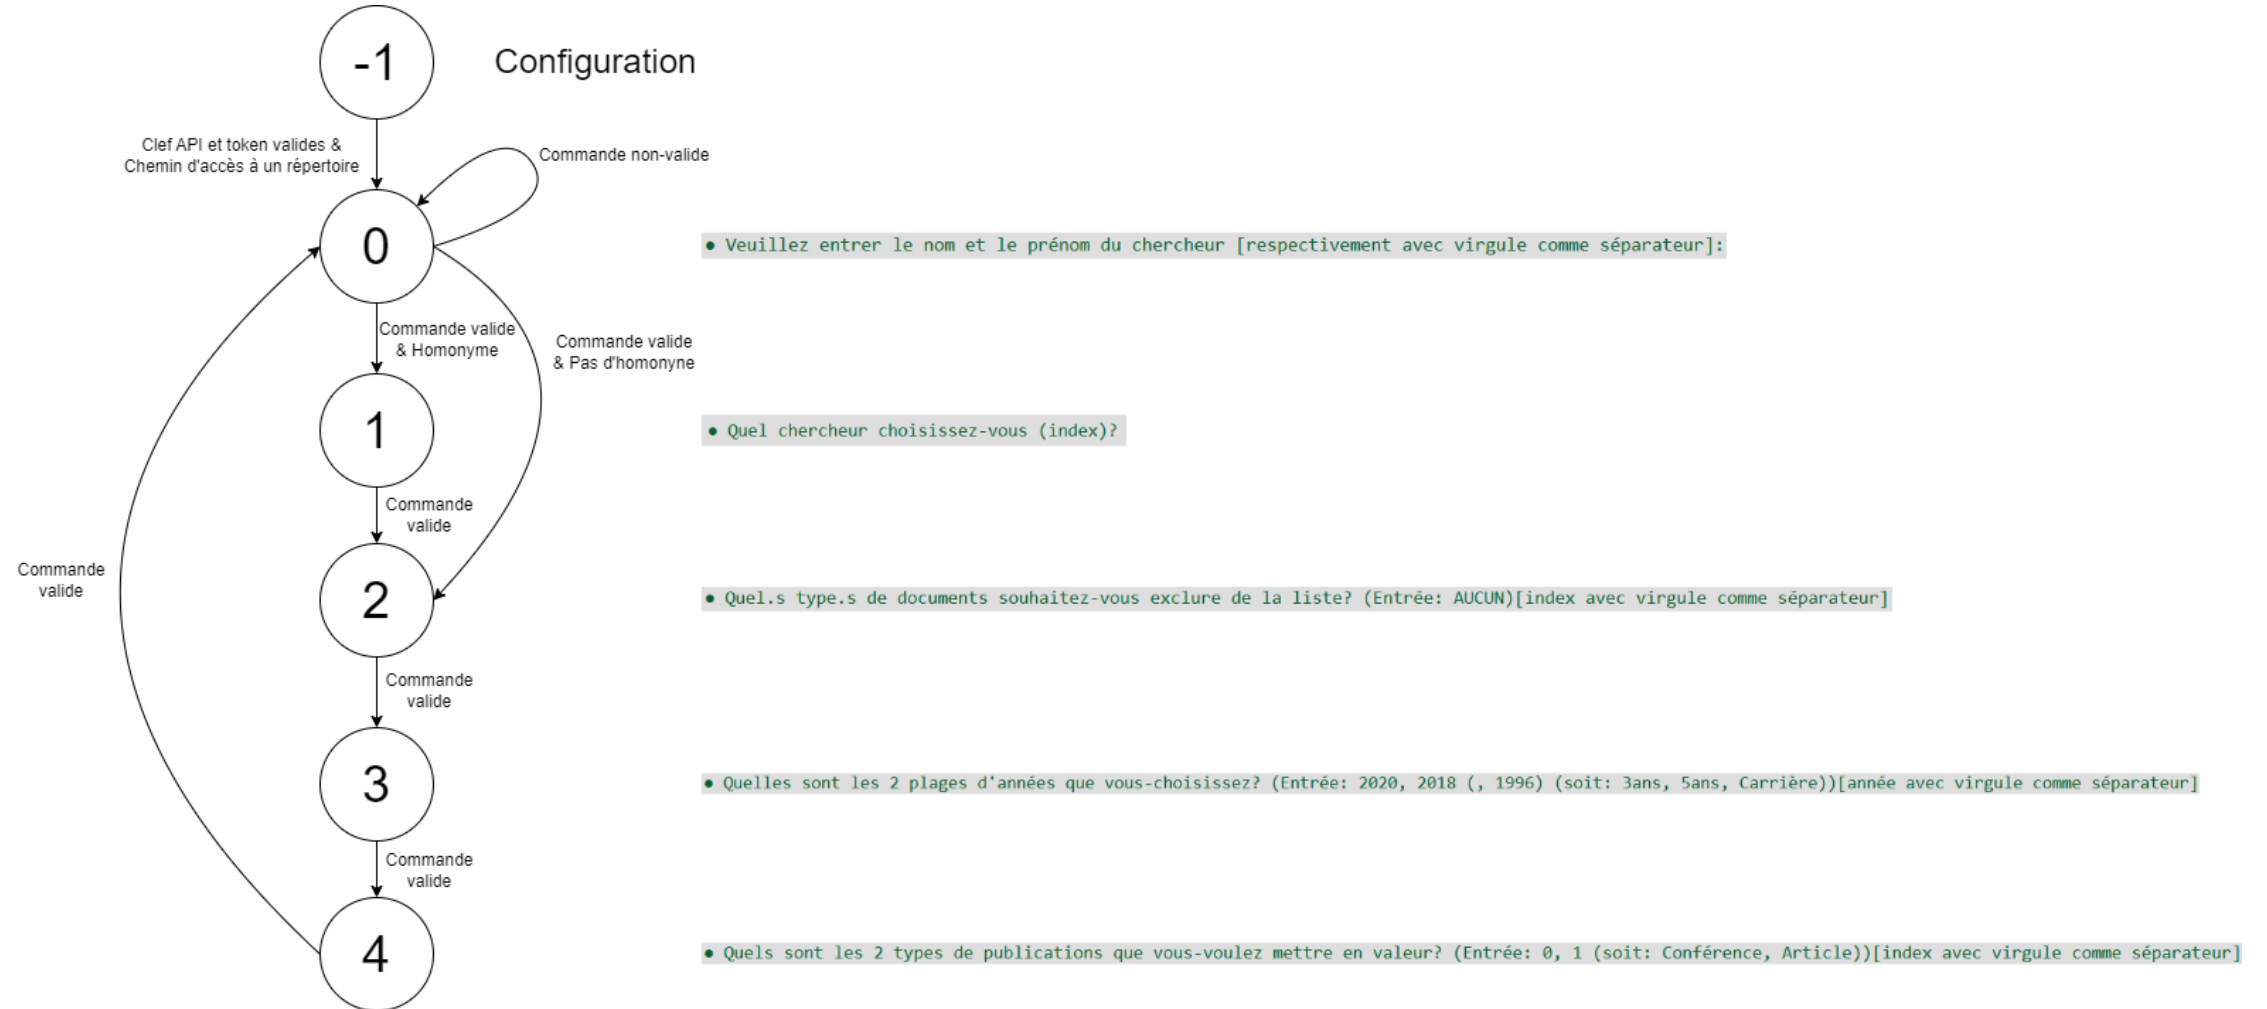 -1
Configuration
Clef API et token valides &
Chemin d'accès à un répertoire
Commande non-valide
0
• Veuillez entrer le nom et le prénom du chercheur [respectivement avec virgule comme séparateur]:
Commande valide
& Homonyme
Commande valide
& Pas d'homonyne
1
• Quel chercheur choisissez-vous (index)?
Commande
valide
Commande
valide
2
• Quel.s type.s de documents souhaitez-vous exclure de la liste? (Entrée: AUCUN)[index avec virgule comme séparateur]
Commande
valide
3
• Quelles sont les 2 plages d'années que vous-choisissez? (Entrée: 2020, 2018 (, 1996) (soit: 3ans, 5ans, Carrière))[année avec virgule comme séparateur]
Commande
valide
4
• Quels sont les 2 types de publications que vous-voulez mettre en valeur? (Entrée: 0, 1 (soit: Conférence, Article))[index avec virgule comme séparateur]